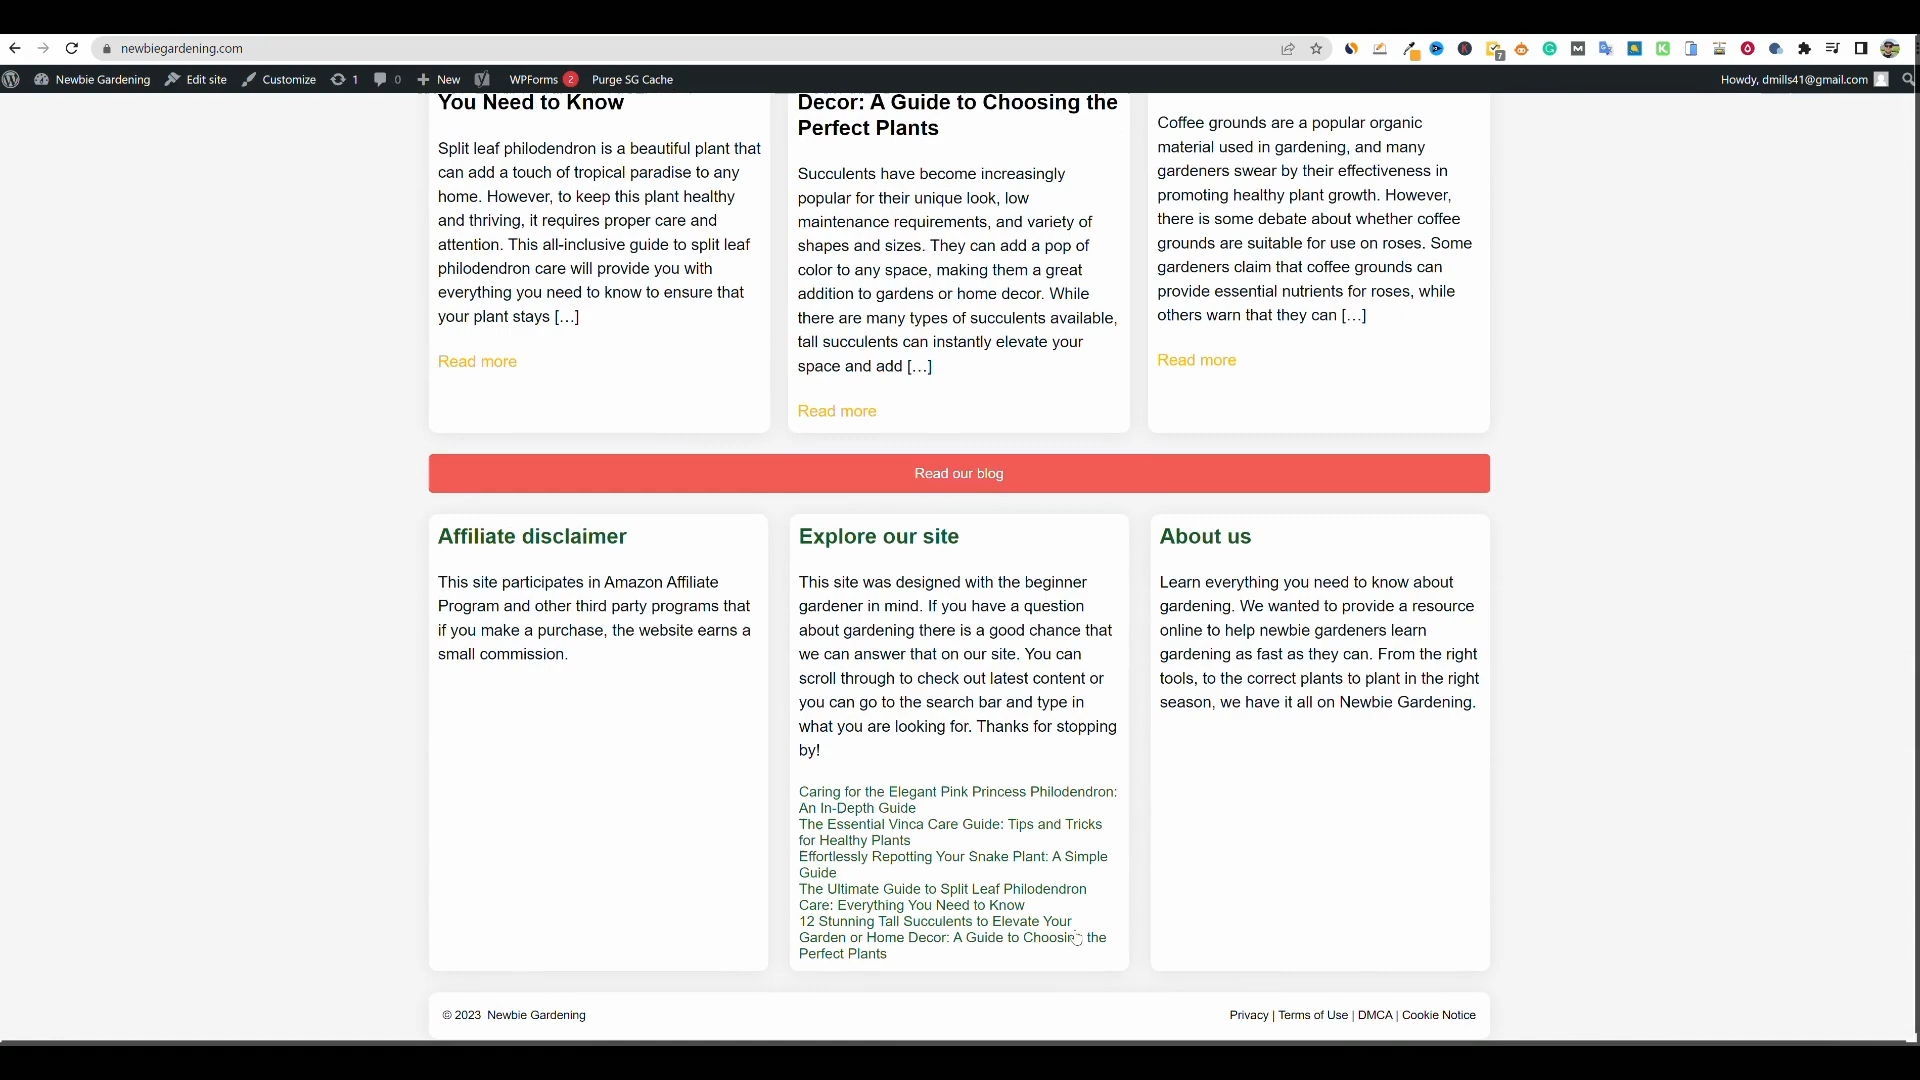 newbiegardening.com
Newbie Gardening Edit site Customize 1 0 New WPForms 2 Purge SG Cache Howdy, dmills41@gmail.com
You Need to Know
Split leaf philodendron is a beautiful plant that
can add a touch of tropical paradise to any
home. However, to keep this plant healthy
and thriving, it requires proper care and
attention. This all-inclusive guide to split leaf
philodendron care will provide you with
everything you need to know to ensure that
your plant stays […]
Read more
Decor: A Guide to Choosing the
Perfect Plants
Succulents have become increasingly
popular for their unique look, low
maintenance requirements, and variety of
shapes and sizes. They can add a pop of
color to any space, making them a great
addition to gardens or home decor. While
there are many types of succulents available,
tall succulents can instantly elevate your
space and add […]
Read more
Coffee grounds are a popular organic
material used in gardening, and many
gardeners swear by their effectiveness in
promoting healthy plant growth. However,
there is some debate about whether coffee
grounds are suitable for use on roses. Some
gardeners claim that coffee grounds can
provide essential nutrients for roses, while
others warn that they can […]
Read more
Read our blog
Affiliate disclaimer
This site participates in Amazon Affiliate
Program and other third party programs that
if you make a purchase, the website earns a
small commission.
Explore our site
This site was designed with the beginner
gardener in mind. If you have a question
about gardening there is a good chance that
we can answer that on our site. You can
scroll through to check out latest content or
you can go to the search bar and type in
what you are looking for. Thanks for stopping
by!
Caring for the Elegant Pink Princess Philodendron:
An In-Depth Guide
The Essential Vinca Care Guide: Tips and Tricks
for Healthy Plants
Effortlessly Repotting Your Snake Plant: A Simple
Guide
The Ultimate Guide to Split Leaf Philodendron
Care: Everything You Need to Know
12 Stunning Tall Succulents to Elevate Your
Garden or Home Decor: A Guide to Choosing the
Perfect Plants
About us
Learn everything you need to know about
gardening. We wanted to provide a resource
online to help newbie gardeners learn
gardening as fast as they can. From the right
tools, to the correct plants to plant in the right
season, we have it all on Newbie Gardening.
© 2023 Newbie Gardening
Privacy | Terms of Use | DMCA | Cookie Notice